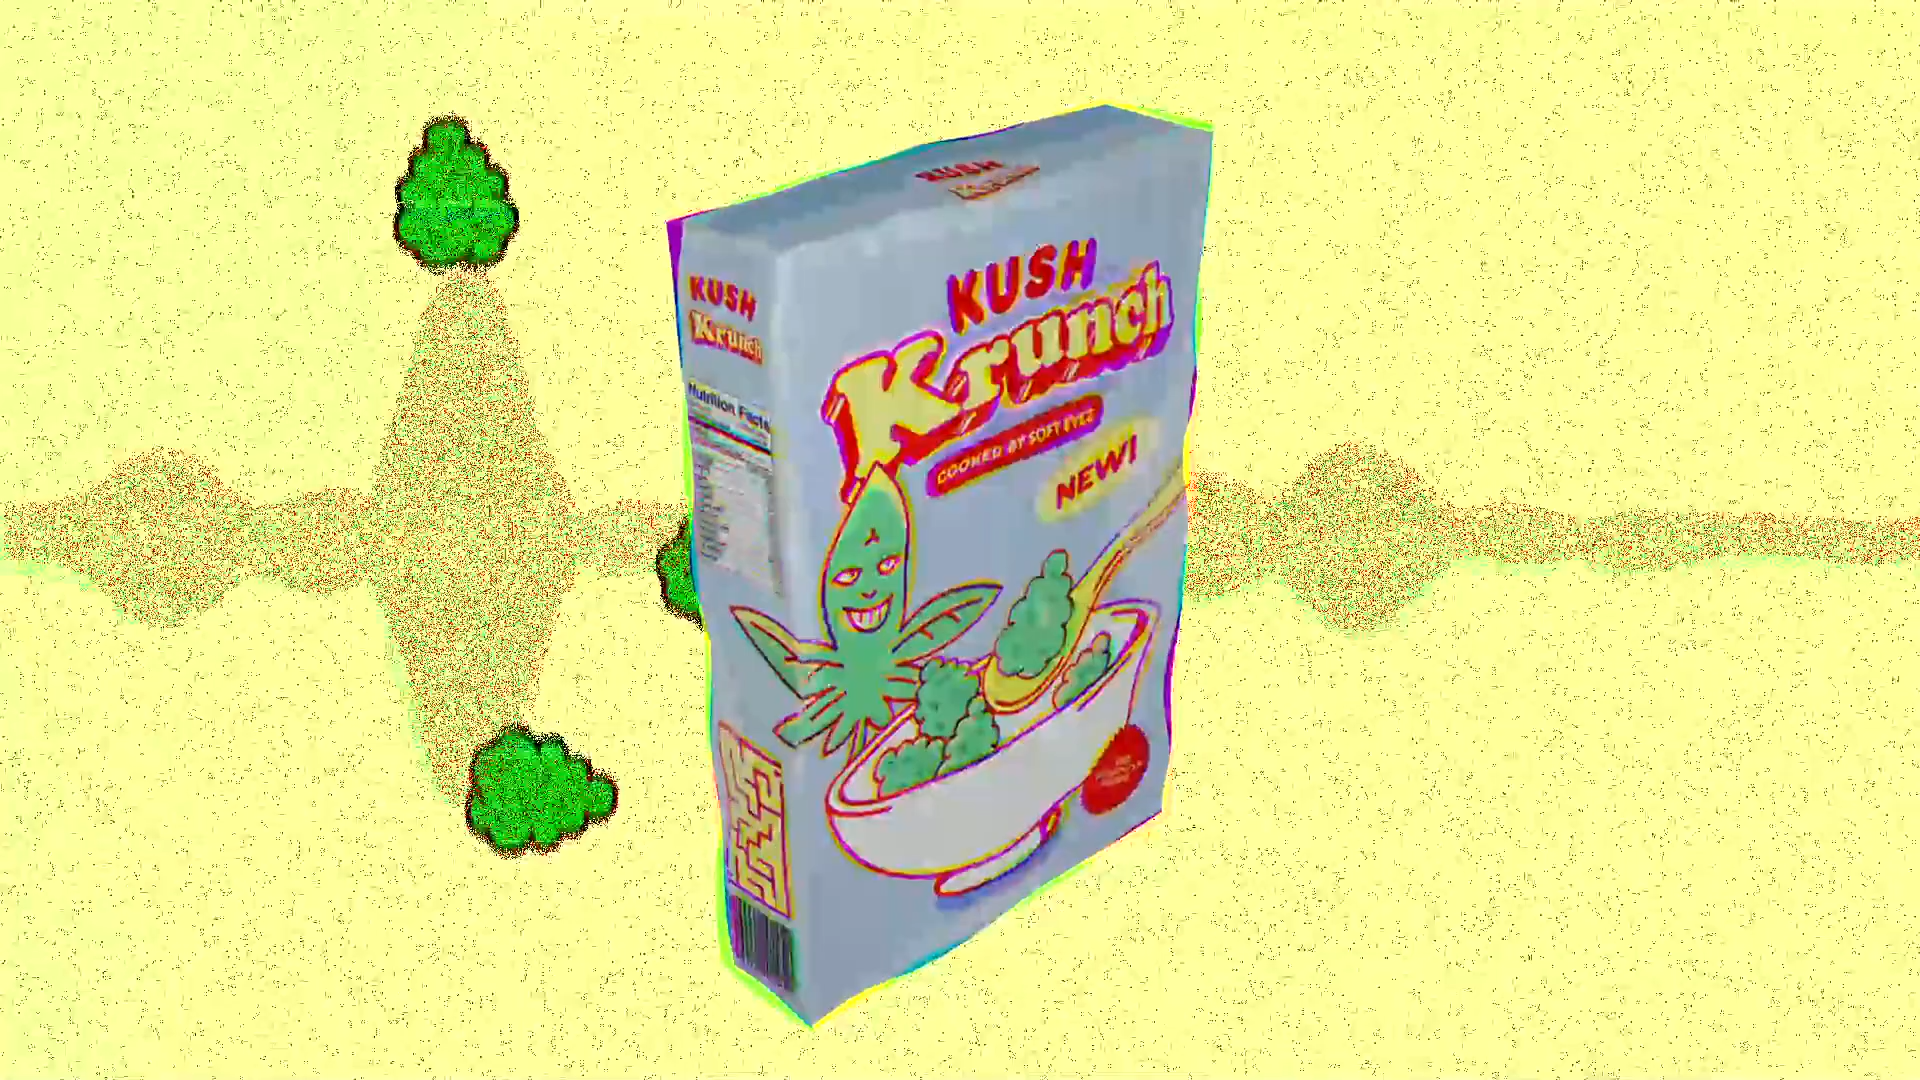 KUSH
Krunch
KUSH
Krunch
Nutrition Facts
KUSH
Krunch
COOKED BY SOFT EYEZ
NEW!